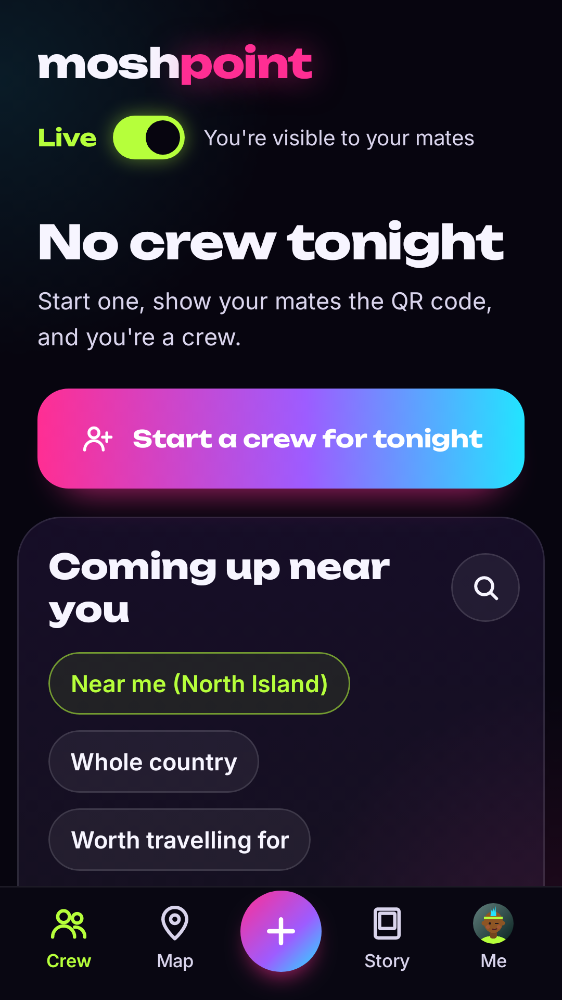 moshpoint
Live
You're visible to your mates
No crew tonight
Start one, show your mates the QR code,
and you're a crew.
Start a crew for tonight
Coming up near
you
Near me (North Island)
Whole country
Worth travelling for
Crew
Map
Story
Me